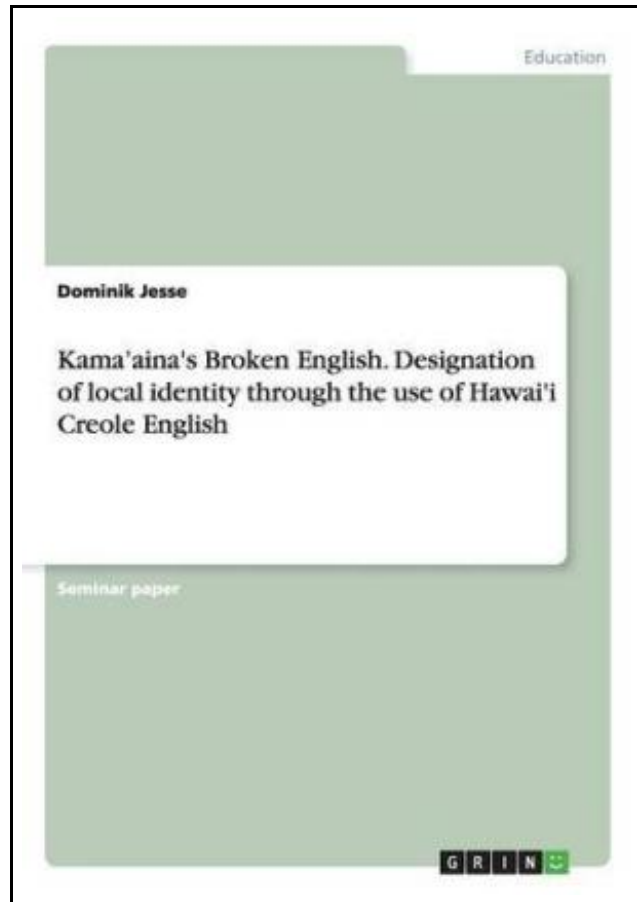 Education
Dominik Jesse
Kama'aina's Broken English. Designation
of local identity through the use of Hawai'i
Creole English
Seminar paper
GRIN